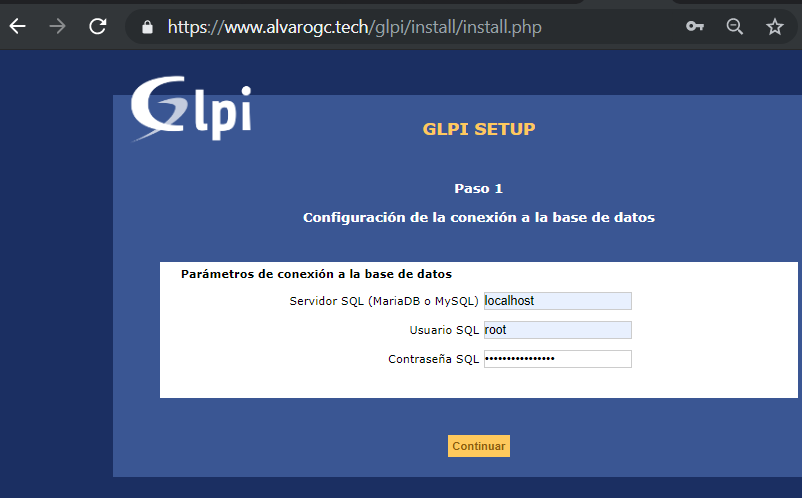 https://www.alvarogc.tech/glpi/install/install.php
Glpi
GLPI SETUP
Paso 1
Configuración de la conexión a la base de datos
Parámetros de conexión a la base de datos
Servidor SQL (MariaDB o MySQL) localhost
Usuario SQL root
Contraseña SQL ••••••••••••••••
Continuar